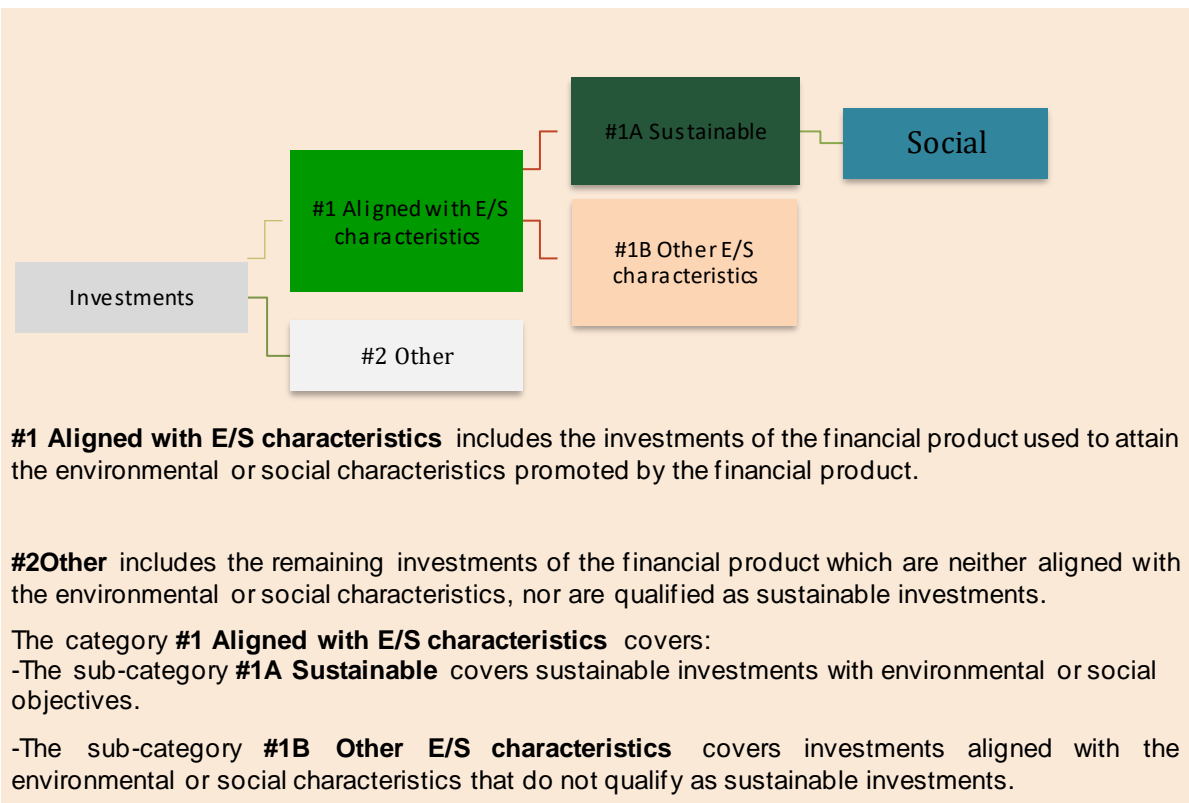 #1A Sustainable
Social
#1 Aligned with E/S
characteristics
#1B Other E/S
characteristics
Investments
#2 Other
#1 Aligned with E/S characteristics includes the investments of the financial product used to attain
the environmental or social characteristics promoted by the financial product.
#2Other includes the remaining investments of the financial product which are neither aligned with
the environmental or social characteristics, nor are qualified as sustainable investments.
The category #1 Aligned with E/S characteristics covers:
-The sub-category #1A Sustainable covers sustainable investments with environmental or social
objectives.
-The sub-category #1B Other E/S characteristics covers investments aligned with the
environmental or social characteristics that do not qualify as sustainable investments.